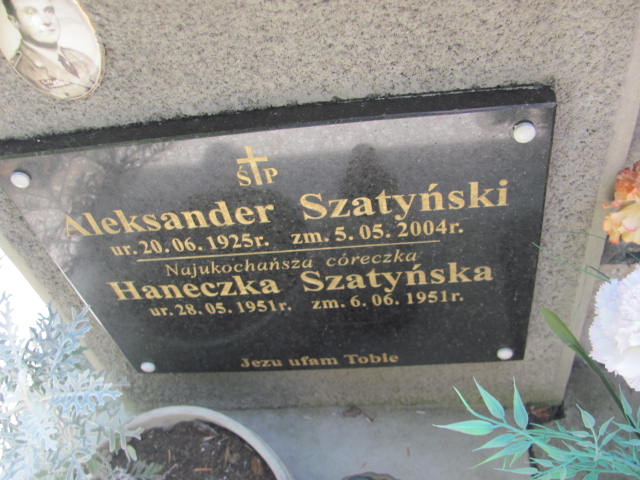 Ś P
Aleksander Szatyński
ur. 20.06.1925r. zm. 5.05.2004r.
Najukochańsza córeczka
Haneczka Szatyńska
ur. 28.05.1951r. zm. 6.06.1951r.
Jezu ufam Tobie